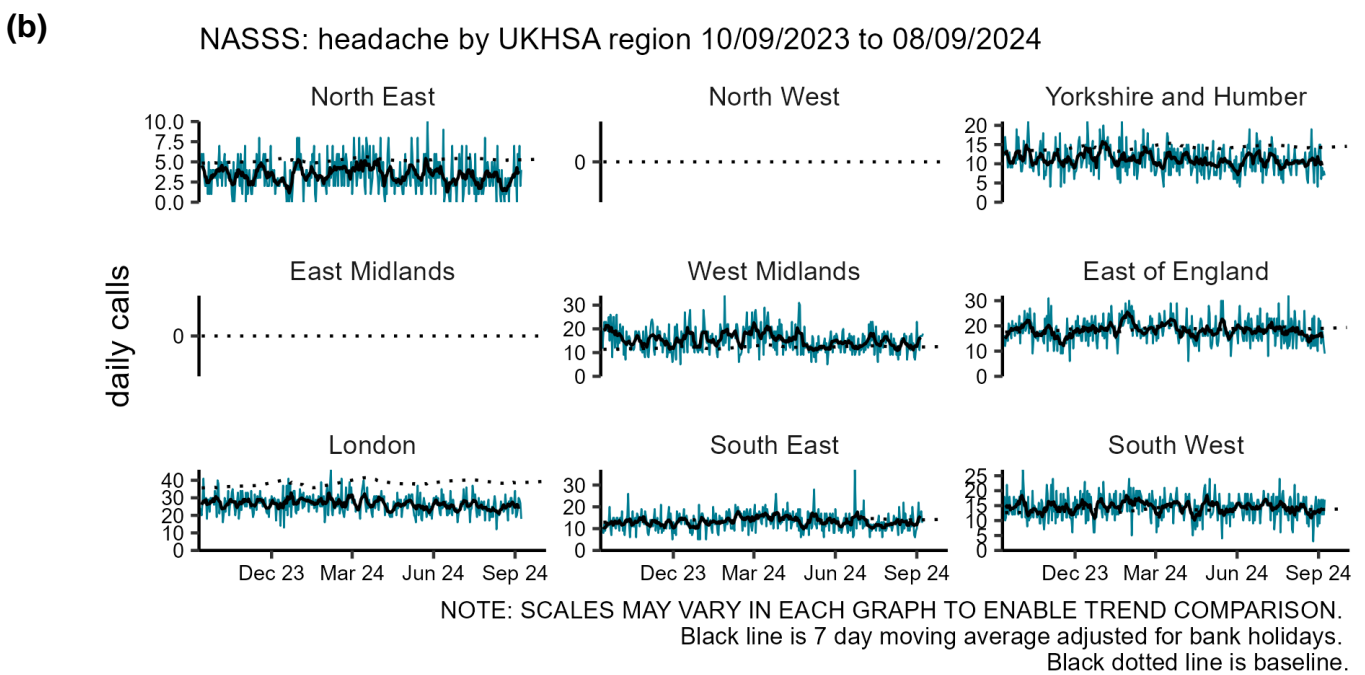 (b)
NASSS: headache by UKHSA region 10/09/2023 to 08/09/2024
North East
North West
Yorkshire and Humber
10.0
7.5
5.0
2.5
0.0
0
20
15
10
5
0
East Midlands
West Midlands
East of England
daily calls
0
30
20
10
0
30
20
10
0
London
South East
South West
40
30
20
10
0
30
20
10
0
25
20
15
10
5
0
Dec 23 Mar 24 Jun 24 Sep 24
Dec 23 Mar 24 Jun 24 Sep 24
Dec 23 Mar 24 Jun 24 Sep 24
NOTE: SCALES MAY VARY IN EACH GRAPH TO ENABLE TREND COMPARISON.
Black line is 7 day moving average adjusted for bank holidays.
Black dotted line is baseline.